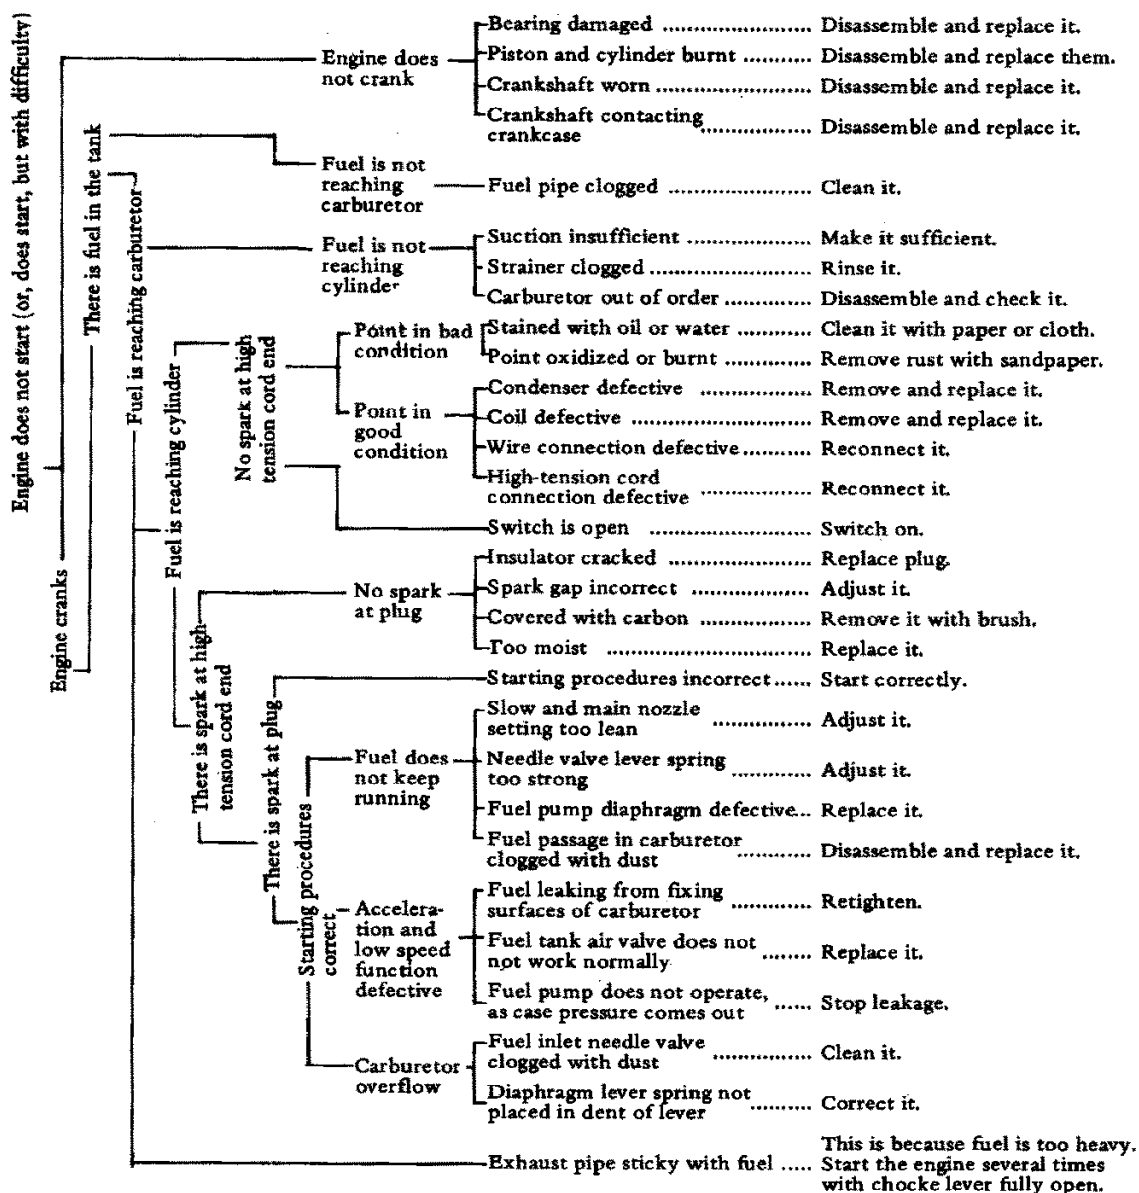 Engine does not start (or, does start, but with difficulty)
Engine cranks
There is fuel in the tank
Fuel is reaching carburetor
Fuel is reaching cylinder
There is spark at high
tension cord end
There is spark at plug
Starting procedures
correct
Engine does
not crank
Bearing damaged ...................... Disassemble and replace it.
Piston and cylinder burnt ............ Disassemble and replace them.
Crankshaft worn ....................... Disassemble and replace it.
Crankshaft contacting
crankcase .................... Disassemble and replace it.
Fuel is not
reaching
carburetor
Fuel pipe clogged ..................... Clean it.
Fuel is not
reaching
cylinder
Suction insufficient .................. Make it sufficient.
Strainer clogged ........................ Rinse it.
Carburetor out of order ............. Disassemble and check it.
No spark at high
tension cord end
Point in bad
condition
Stained with oil or water ........... Clean it with paper or cloth.
Point oxidized or burnt ............. Remove rust with sandpaper.
Point in
good
condition
Condenser defective ................... Remove and replace it.
Coil defective .......................... Remove and replace it.
Wire connection defective........... Reconnect it.
High-tension cord
connection defective ................. Reconnect it.
Switch is open ........................ Switch on.
No spark
at plug
Insulator cracked ..................... Replace plug.
Spark gap incorrect .................. Adjust it.
Covered with carbon ................ Remove it with brush.
Too moist ............................. Replace it.
Starting procedures incorrect...... Start correctly.
Fuel does
not keep
running
Slow and main nozzle
setting too lean ............... Adjust it.
Needle valve lever spring
too strong ............ Adjust it.
Fuel pump diaphragm defective... Replace it.
Fuel passage in carburetor
clogged with dust ........... Disassemble and replace it.
Accelera-
tion and
low speed
function
defective
Fuel leaking from fixing
surfaces of carburetor ............ Retighten.
Fuel tank air valve does not
not work normally ........ Replace it.
Fuel pump does not operate,
as case pressure comes out ...... Stop leakage.
Carburetor
overflow
Fuel inlet needle valve
clogged with dust ............... Clean it.
Diaphragm lever spring not
placed in dent of lever .......... Correct it.
Exhaust pipe sticky with fuel ..... This is because fuel is too heavy.
Start the engine several times
with chocke lever fully open.